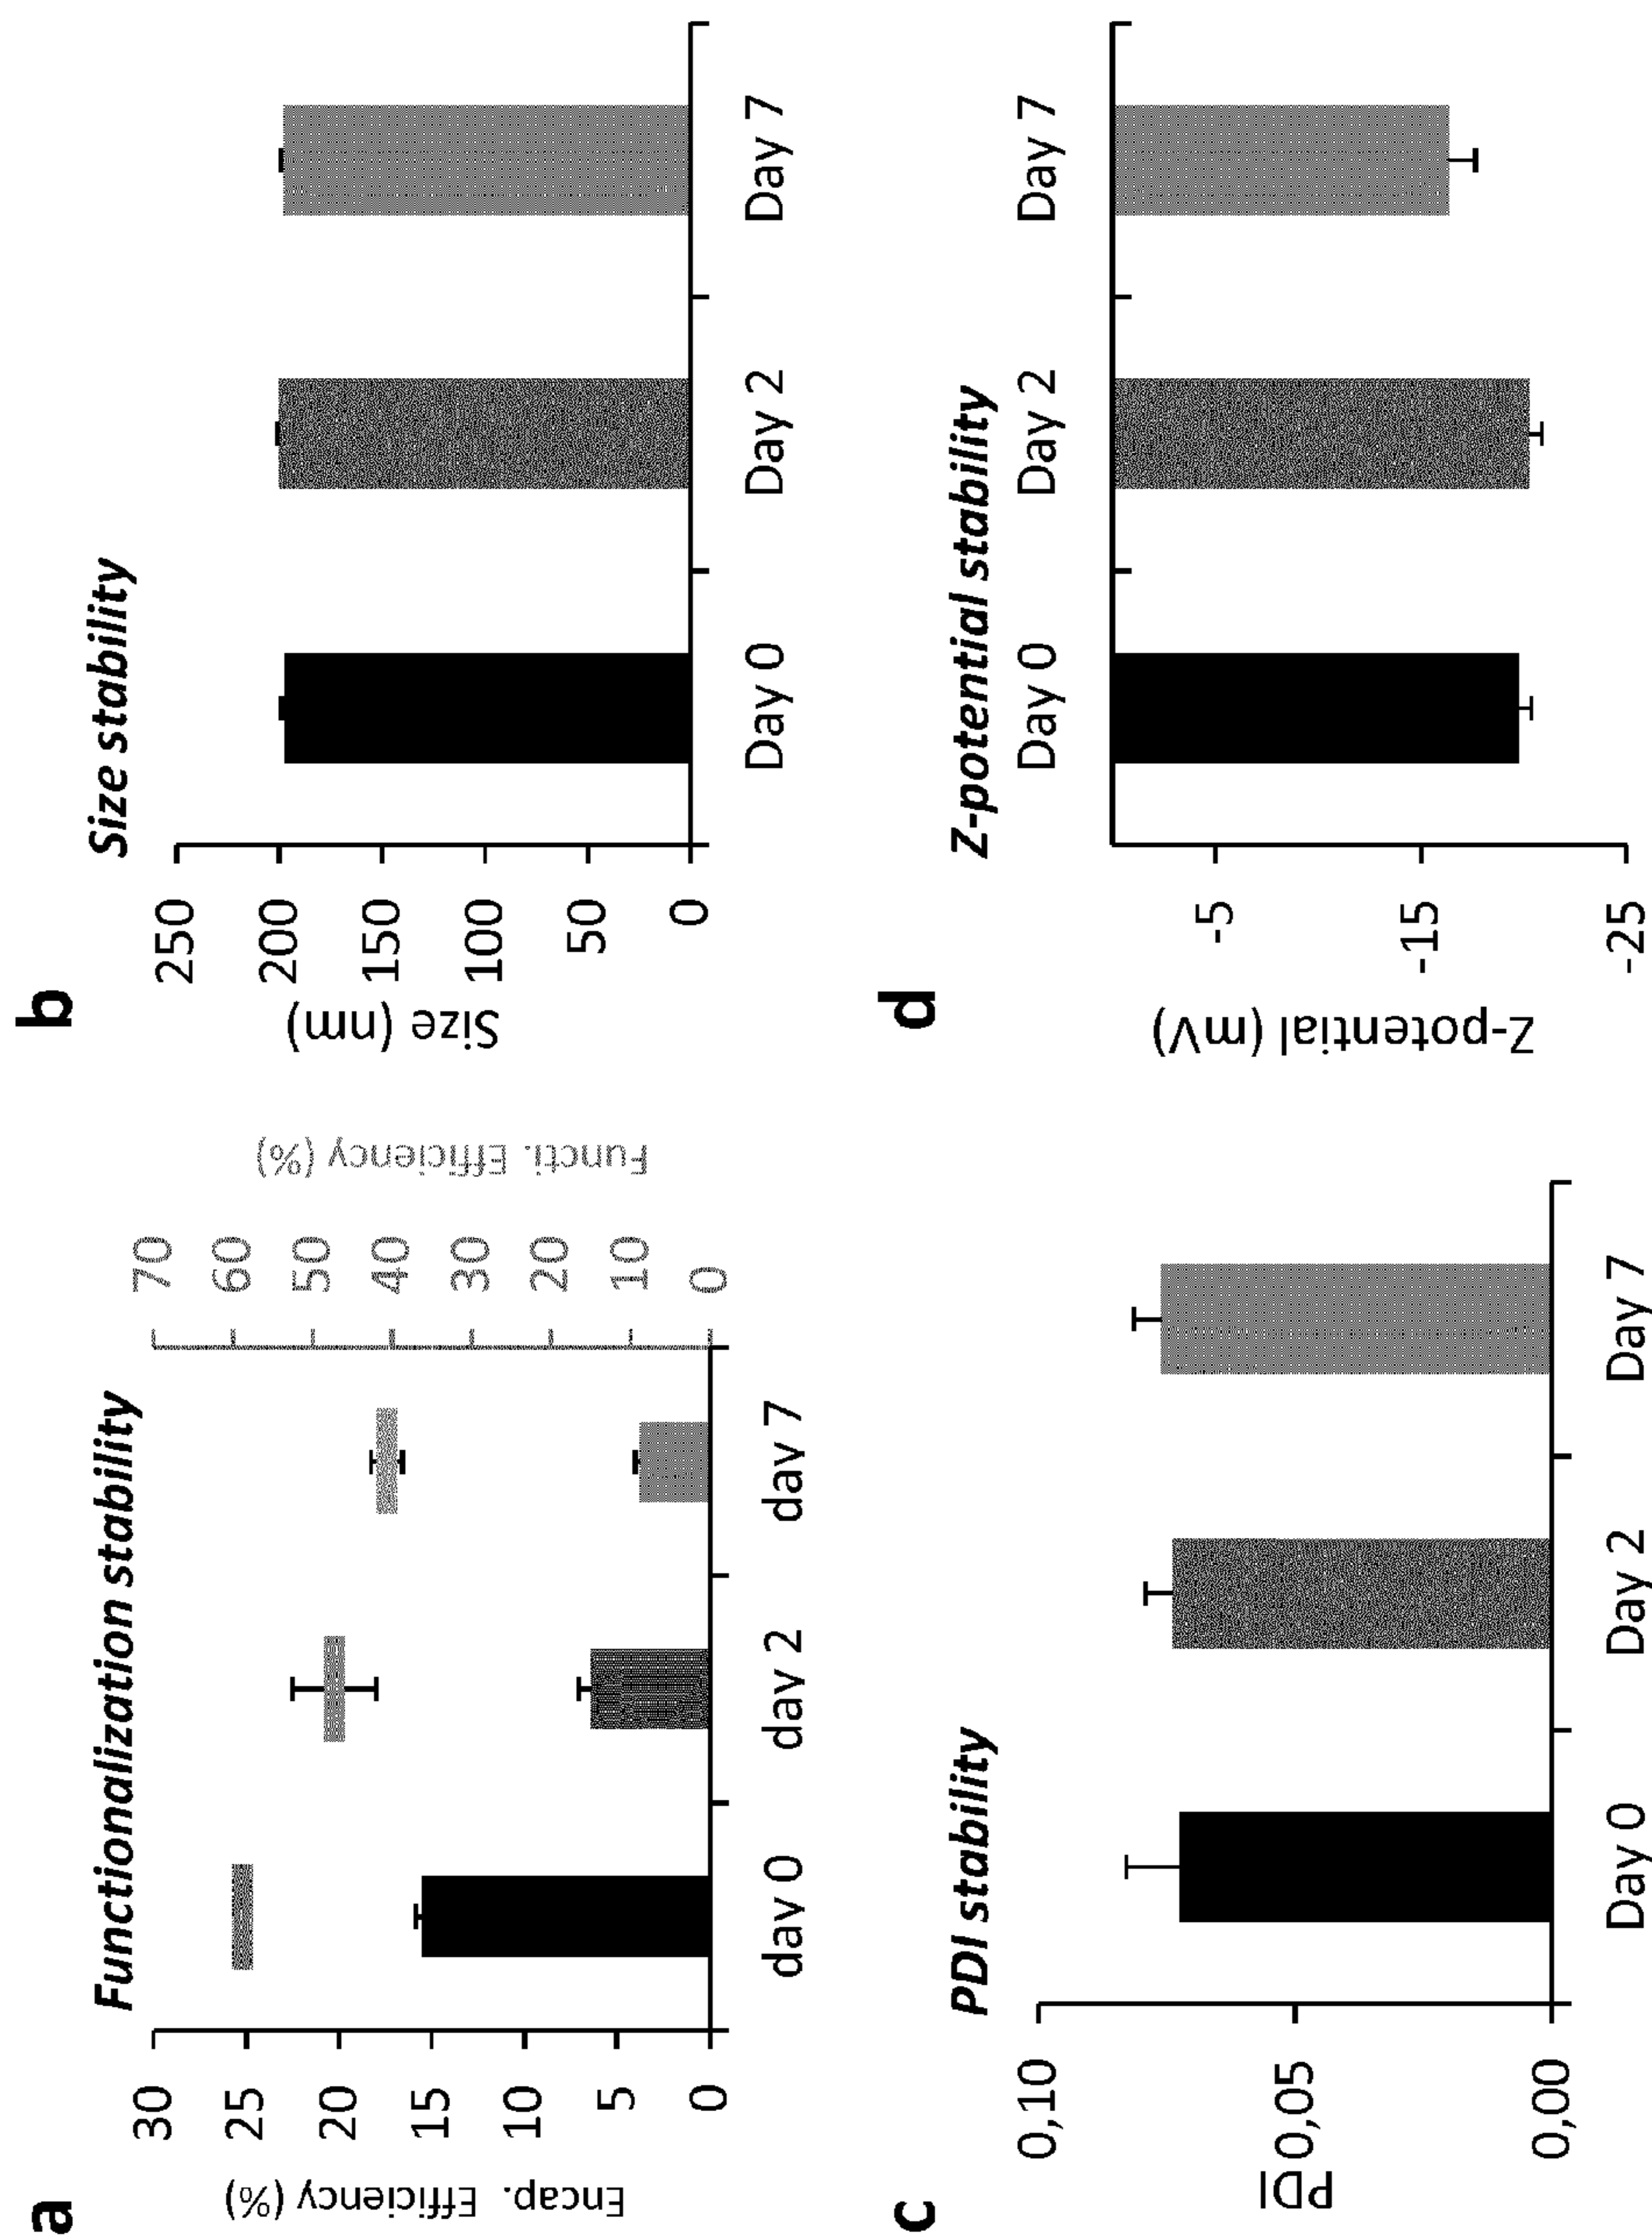 a
Functionalization stability
Encap. Efficiency (%)
30
25
20
15
10
5
0
Functi. Efficiency (%)
70
60
50
40
30
20
10
0
day 0
day 2
day 7
b
Size stability
Size (nm)
250
200
150
100
50
0
Day 0
Day 2
Day 7
c
PDI stability
PDI
0,10
0,05
0,00
Day 0
Day 2
Day 7
d
Z-potential stability
Day 0
Day 2
Day 7
Z-potential (mV)
-5
-15
-25